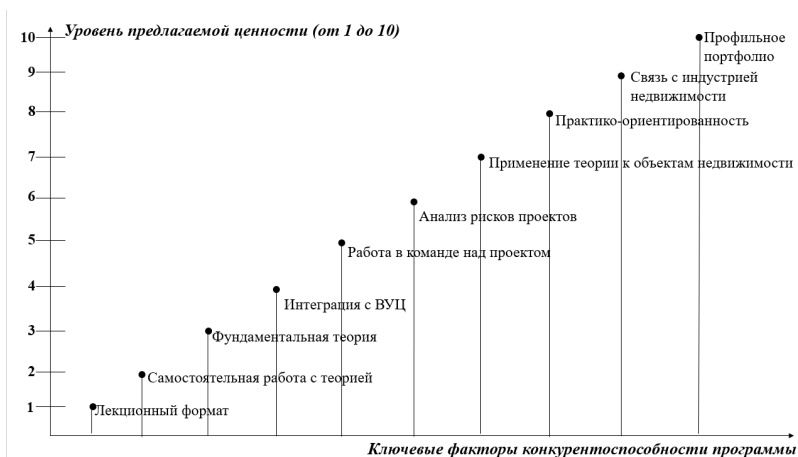 Уровень предлагаемой ценности (от 1 до 10)
10
Профильное
портфолио
9
Связь с индустрией
недвижимости
8
Практико-ориентированность
7
Применение теории к объектам недвижимости
6
Анализ рисков проектов
5
Работа в команде над проектом
4
Интеграция с ВУЦ
3
Фундаментальная теория
2
Самостоятельная работа с теорией
1
Лекционный формат
Ключевые факторы конкурентоспособности программы